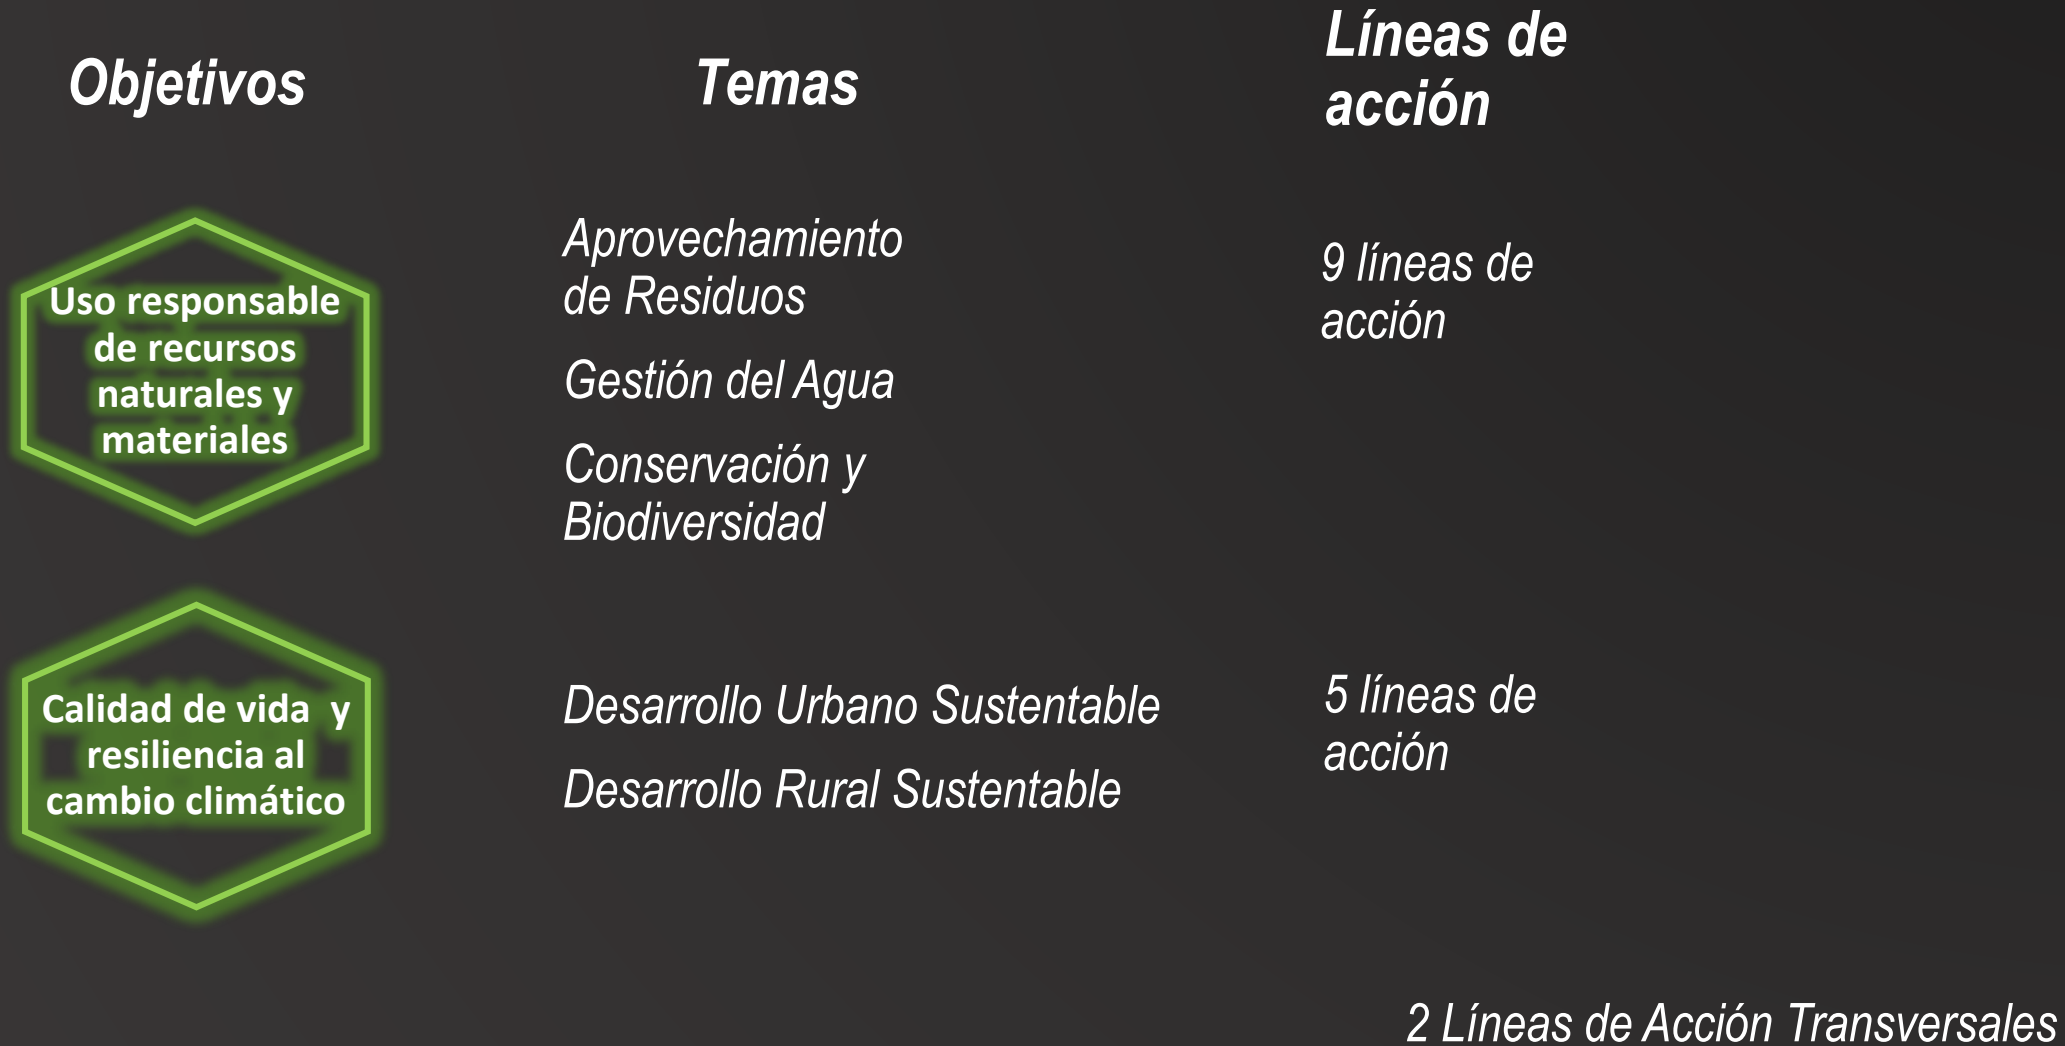 Objetivos
Temas
Líneas de
acción
Uso responsable
de recursos
naturales y
materiales
Aprovechamiento
de Residuos
Gestión del Agua
Conservación y
Biodiversidad
9 líneas de
acción
Calidad de vida  y
resiliencia al
cambio climático
Desarrollo Urbano Sustentable
Desarrollo Rural Sustentable
5 líneas de
acción
2 Líneas de Acción Transversales